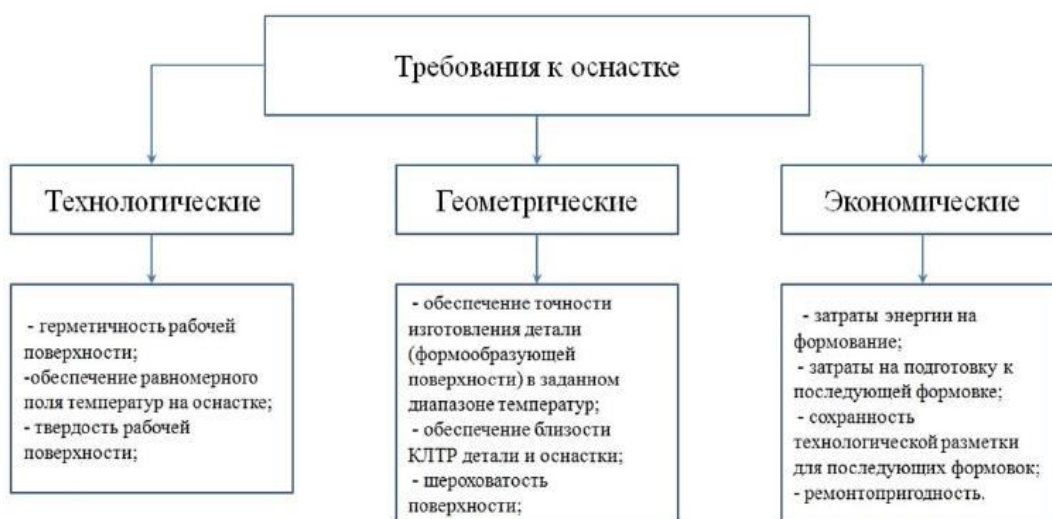 Требования к оснастке
Технологические
Геометрические
Экономические
- герметичность рабочей
поверхности;
-обеспечение равномерного
поля температур на оснастке;
- твердость рабочей
поверхности;
- обеспечение точности
изготовления детали
(формообразующей
поверхности) в заданном
диапазоне температур;
- обеспечение близости
КЛТР детали и оснастки;
- шероховатость
поверхности;
- затраты энергии на
формование;
- затраты на подготовку к
последующей формовке;
- сохранность
технологической разметки
для последующих формовок;
- ремонтопригодность.